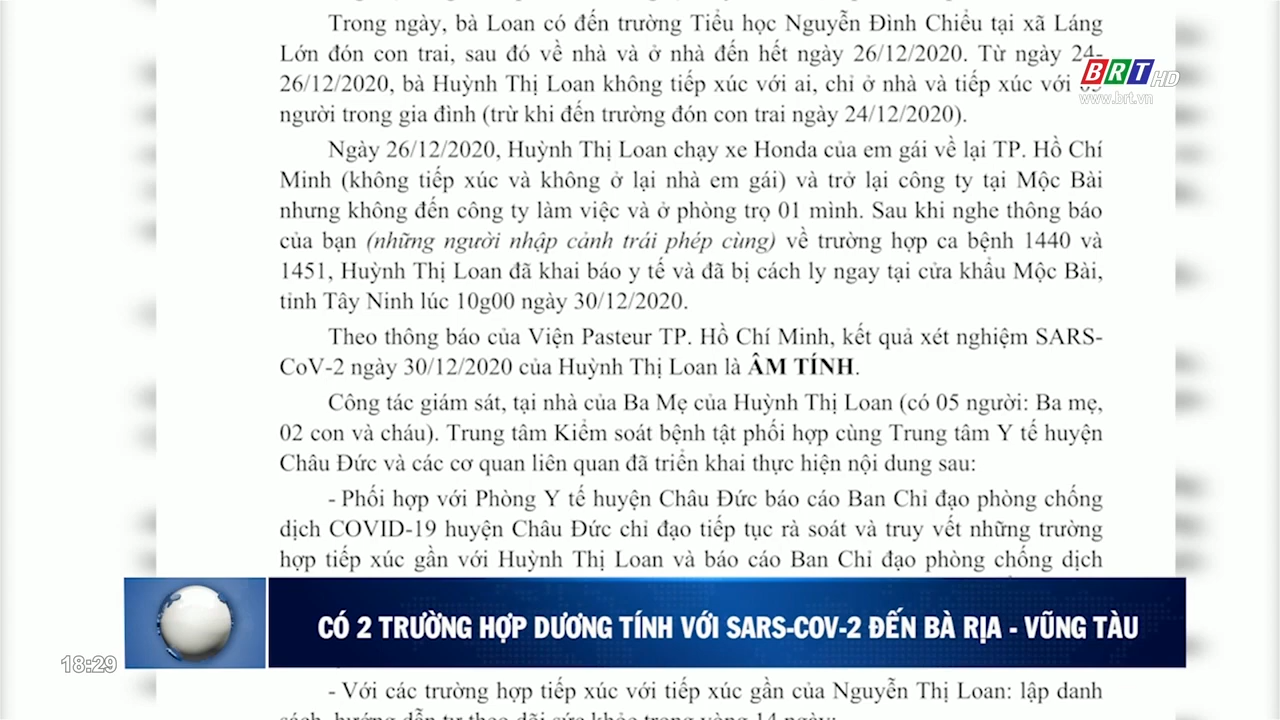 Trong ngày, bà Loan có đến trường Tiểu học Nguyễn Đình Chiểu tại xã Láng
Lớn đón con trai, sau đó về nhà và ở nhà đến hết ngày 26/12/2020. Từ ngày 24-
26/12/2020, bà Huỳnh Thị Loan không tiếp xúc với ai, chỉ ở nhà và tiếp xúc với 05
người trong gia đình (trừ khi đến trường đón con trai ngày 24/12/2020).
BRT HD
www.brt.vn
Ngày 26/12/2020, Huỳnh Thị Loan chạy xe Honda của em gái về lại TP. Hồ Chí
Minh (không tiếp xúc và không ở lại nhà em gái) và trở lại công ty tại Mộc Bài
nhưng không đến công ty làm việc và ở phòng trọ 01 mình. Sau khi nghe thông báo
của bạn (những người nhập cảnh trái phép cùng) về trường hợp ca bệnh 1440 và
1451, Huỳnh Thị Loan đã khai báo y tế và đã bị cách ly ngay tại cửa khẩu Mộc Bài,
tỉnh Tây Ninh lúc 10g00 ngày 30/12/2020.
Theo thông báo của Viện Pasteur TP. Hồ Chí Minh, kết quả xét nghiệm SARS-
CoV-2 ngày 30/12/2020 của Huỳnh Thị Loan là ÂM TÍNH.
Công tác giám sát, tại nhà của Ba Mẹ của Huỳnh Thị Loan (có 05 người: Ba mẹ,
02 con và cháu). Trung tâm Kiểm soát bệnh tật phối hợp cùng Trung tâm Y tế huyện
Châu Đức và các cơ quan liên quan đã triển khai thực hiện nội dung sau:
- Phối hợp với Phòng Y tế huyện Châu Đức báo cáo Ban Chỉ đạo phòng chống
dịch COVID-19 huyện Châu Đức chỉ đạo tiếp tục rà soát và truy vết những trường
hợp tiếp xúc gần với Huỳnh Thị Loan và báo cáo Ban Chỉ đạo phòng chống dịch
CÓ 2 TRƯỜNG HỢP DƯƠNG TÍNH VỚI SARS-COV-2 ĐẾN BÀ RỊA - VŨNG TÀU
18:29
- Với các trường hợp tiếp xúc với tiếp xúc gần của Nguyễn Thị Loan: lập danh
sách, hướng dẫn tự theo dõi sức khỏe trong vòng 14 ngày;